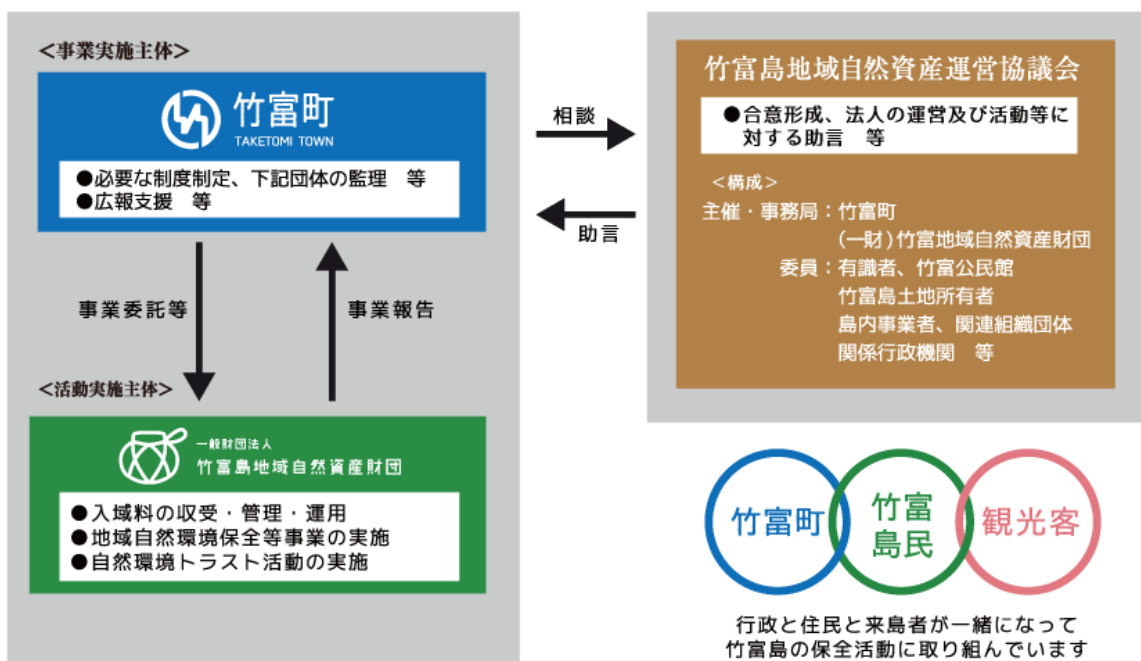 ＜事業実施主体＞
竹富町
TAKETOMI TOWN
●必要な制度制定、下記団体の監理　等
●広報支援　等
事業委託等
事業報告
＜活動実施主体＞
一般財団法人
竹富島地域自然資産財団
●入域料の収受・管理・運用
●地域自然環境保全等事業の実施
●自然環境トラスト活動の実施
相談
助言
竹富島地域自然資産運営協議会
●合意形成、法人の運営及び活動等に
対する助言　等
＜構成＞
主催・事務局：竹富町
(一財)竹富地域自然資産財団
委員：有識者、竹富公民館
竹富島土地所有者
島内事業者、関連組織団体
関係行政機関　等
竹富町
竹富
島民
観光客
行政と住民と来島者が一緒になって
竹富島の保全活動に取り組んでいます